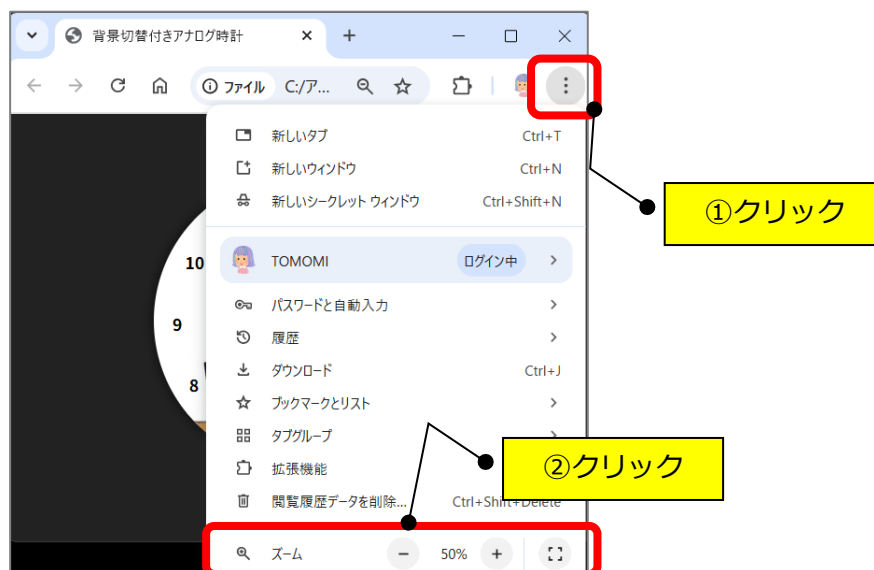 背景切替付きアナログ時計
ファイル C:/ア...
新しいタブ Ctrl+T
新しいウィンドウ Ctrl+N
新しいシークレット ウィンドウ Ctrl+Shift+N
①クリック
10
TOMOMI ログイン中
パスワードと自動入力
9
履歴
ダウンロード Ctrl+J
8
ブックマークとリスト
タブグループ
②クリック
拡張機能
閲覧履歴データを削除... Ctrl+Shift+Delete
ズーム - 50% +